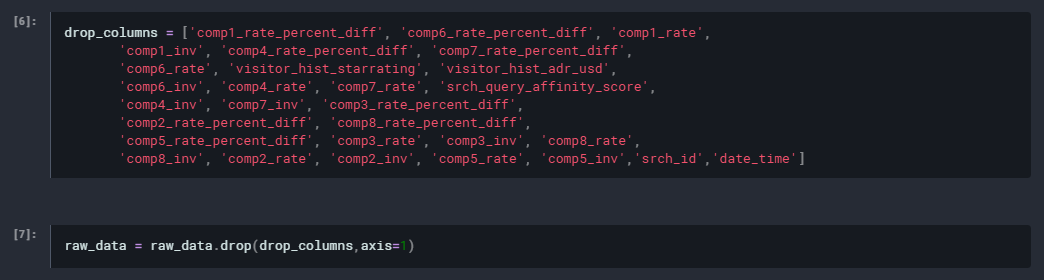 [6]:
drop_columns = ['comp1_rate_percent_diff', 'comp6_rate_percent_diff', 'comp1_rate',
'comp1_inv', 'comp4_rate_percent_diff', 'comp7_rate_percent_diff',
'comp6_rate', 'visitor_hist_starrating', 'visitor_hist_adr_usd',
'comp6_inv', 'comp4_rate', 'comp7_rate', 'srch_query_affinity_score',
'comp4_inv', 'comp7_inv', 'comp3_rate_percent_diff',
'comp2_rate_percent_diff', 'comp8_rate_percent_diff',
'comp5_rate_percent_diff', 'comp3_rate', 'comp3_inv', 'comp8_rate',
'comp8_inv', 'comp2_rate', 'comp2_inv', 'comp5_rate', 'comp5_inv','srch_id','date_time']
[7]:
raw_data = raw_data.drop(drop_columns,axis=1)